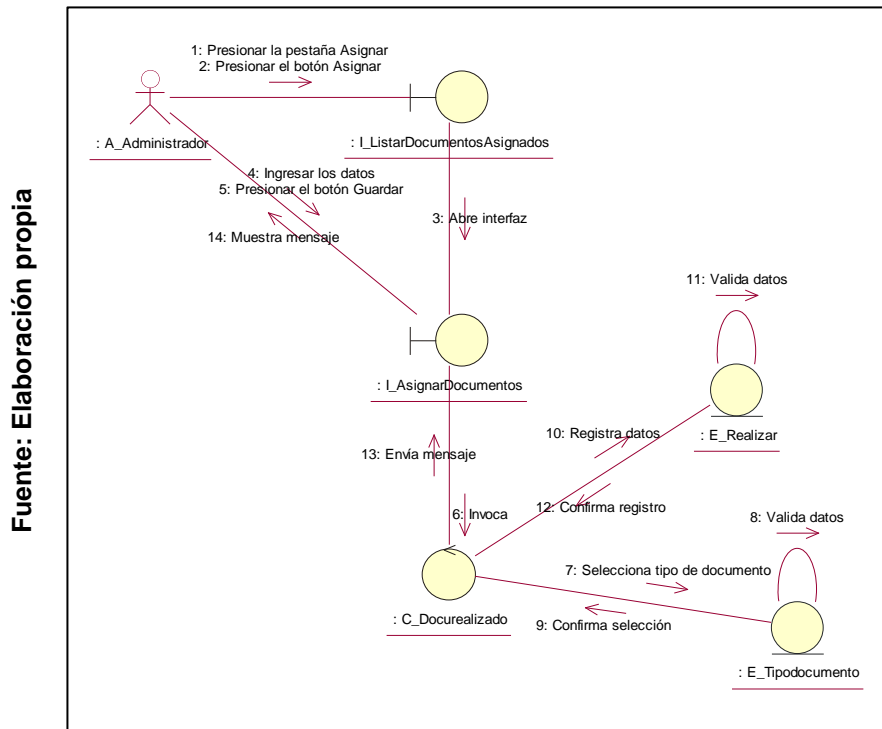 Fuente: Elaboración propia
1: Presionar la pestaña Asignar
2: Presionar el botón Asignar
: A_Administrador
: I_ListarDocumentosAsignados
4: Ingresar los datos
5: Presionar el botón Guardar
14: Muestra mensaje
3: Abre interfaz
11: Valida datos
: I_AsignarDocumentos
: E_Realizar
10: Registra datos
13: Envía mensaje
12: Confirma registro
6: Invoca
8: Valida datos
7: Selecciona tipo de documento
: C_Docurealizado
9: Confirma selección
: E_Tipodocumento